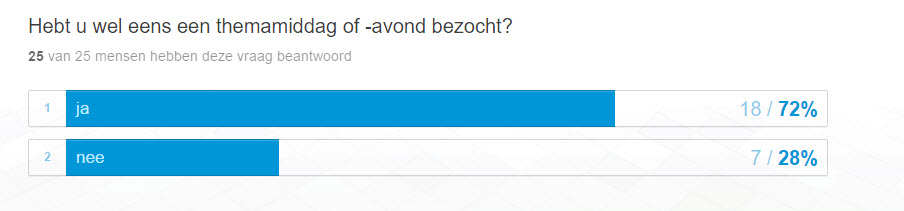 Hebt u wel eens een themamiddag of -avond bezocht?
25 van 25 mensen hebben deze vraag beantwoord
1 ja 18 / 72%
2 nee 7 / 28%